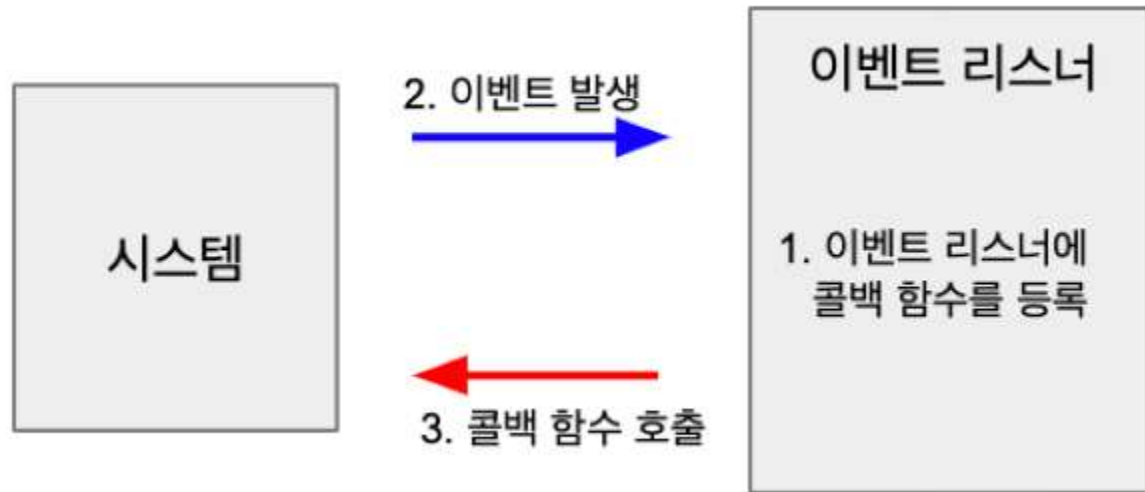 시스템
2. 이벤트 발생
3. 콜백 함수 호출
이벤트 리스너
1. 이벤트 리스너에
콜백 함수를 등록